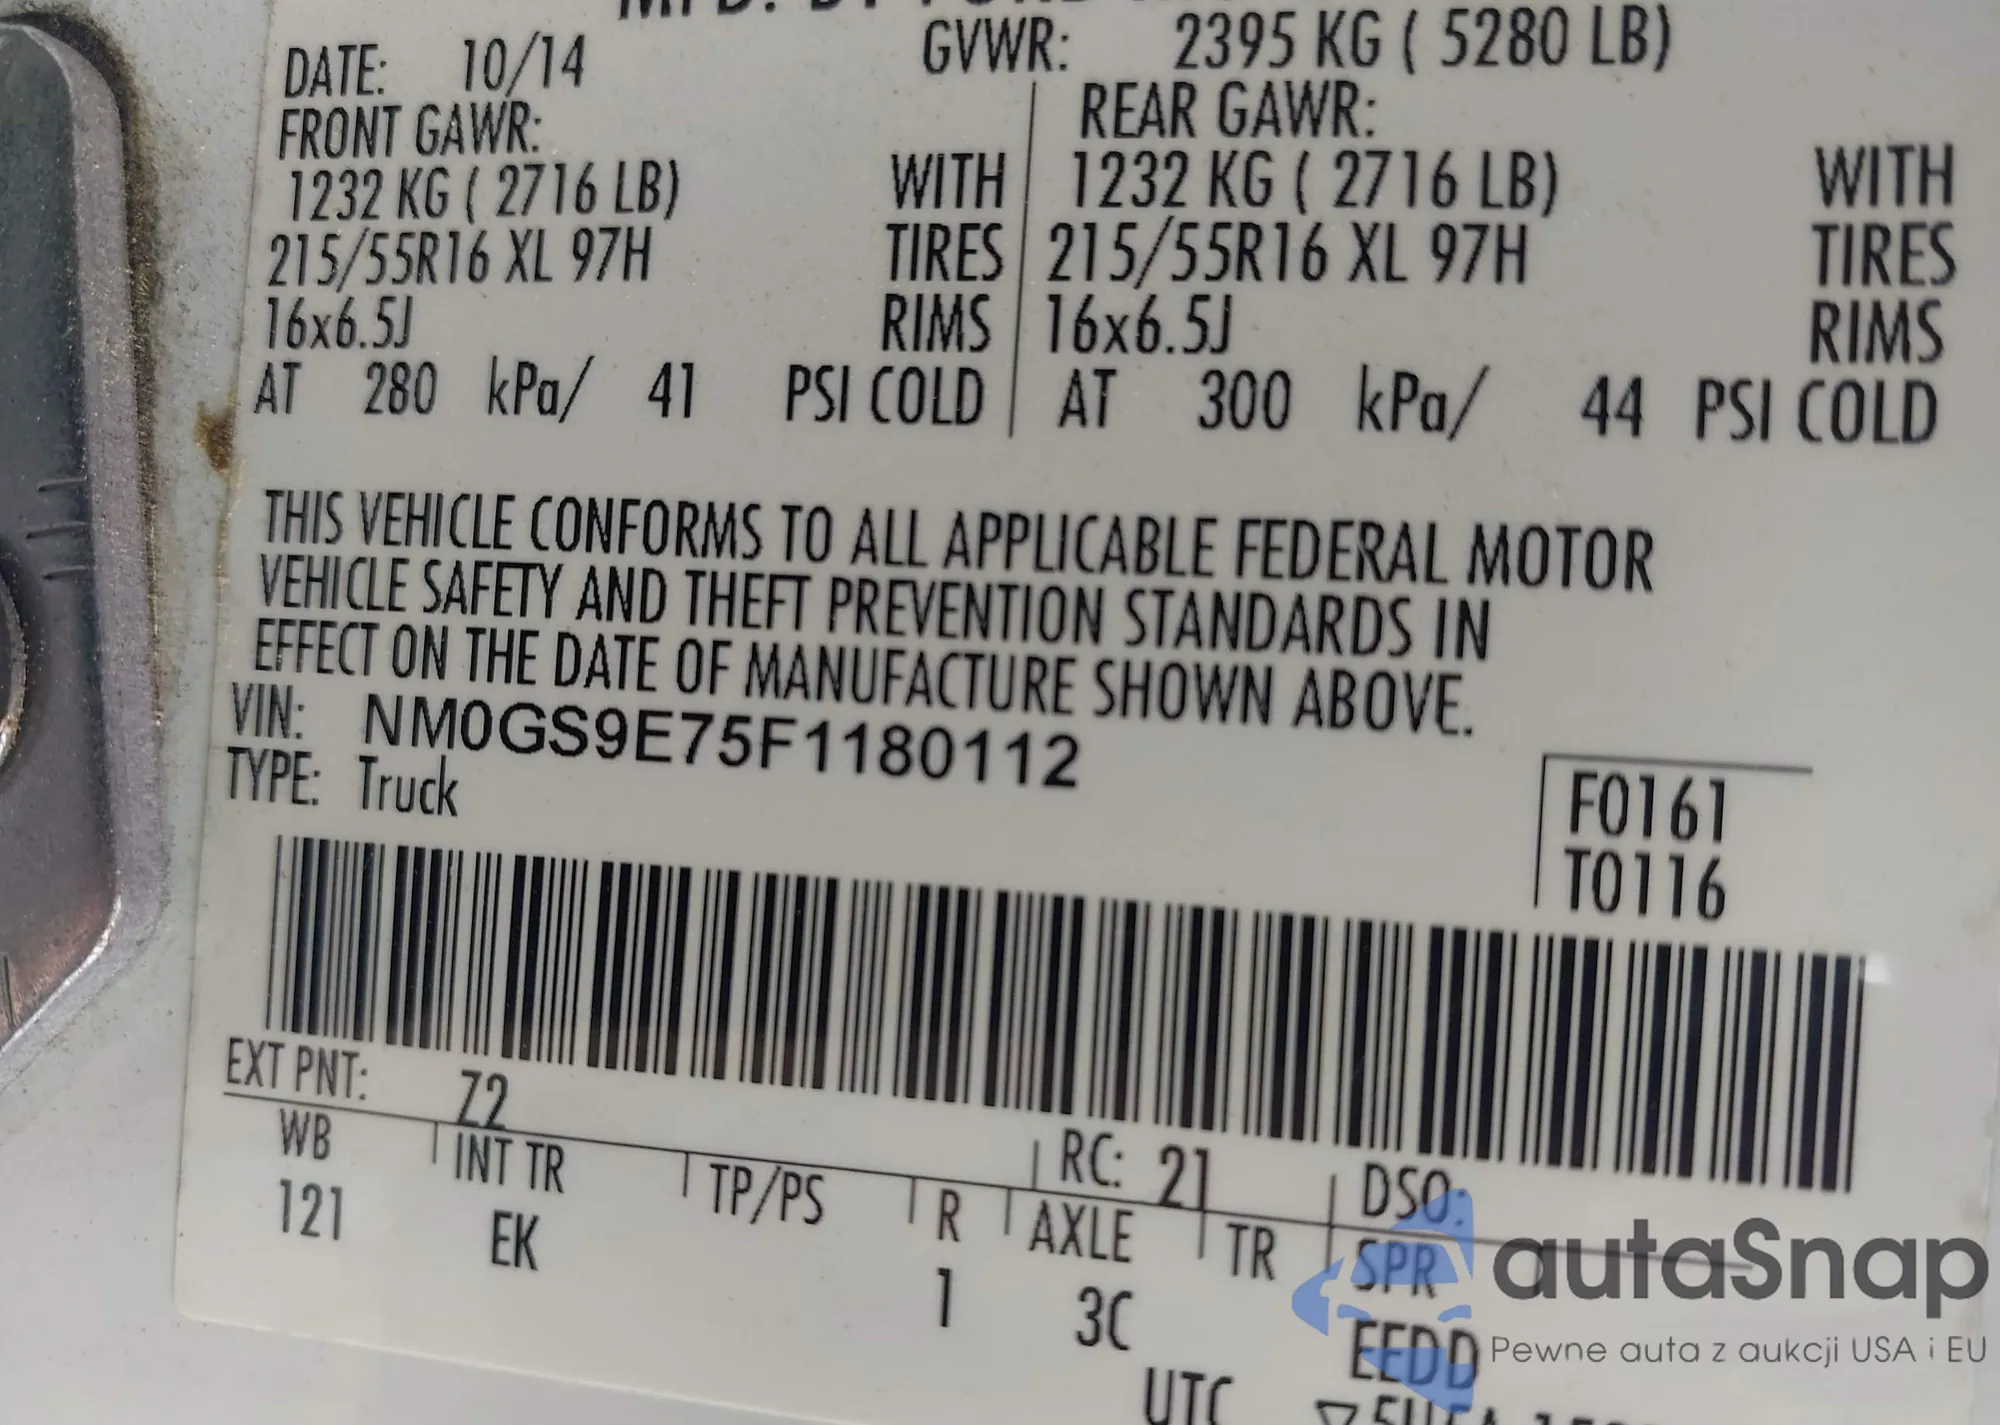 MFD. BY FORD
DATE: 10/14 GVWR: 2395 KG ( 5280 LB)
FRONT GAWR: REAR GAWR:
1232 KG ( 2716 LB) WITH 1232 KG ( 2716 LB) WITH
215/55R16 XL 97H TIRES 215/55R16 XL 97H TIRES
16x6.5J RIMS 16x6.5J RIMS
AT 280 kPa/ 41 PSI COLD AT 300 kPa/ 44 PSI COLD
THIS VEHICLE CONFORMS TO ALL APPLICABLE FEDERAL MOTOR
VEHICLE SAFETY AND THEFT PREVENTION STANDARDS IN
EFFECT ON THE DATE OF MANUFACTURE SHOWN ABOVE.
VIN: NM0GS9E75F1180112
TYPE: Truck
F0161
T0116
EXT PNT: Z2 RC: 21 DSO:
WB INT TR TP/PS R AXLE TR SPR
121 EK 1 3C EEDD
UTC
autaSnap
Pewne auta z aukcji USA i EU